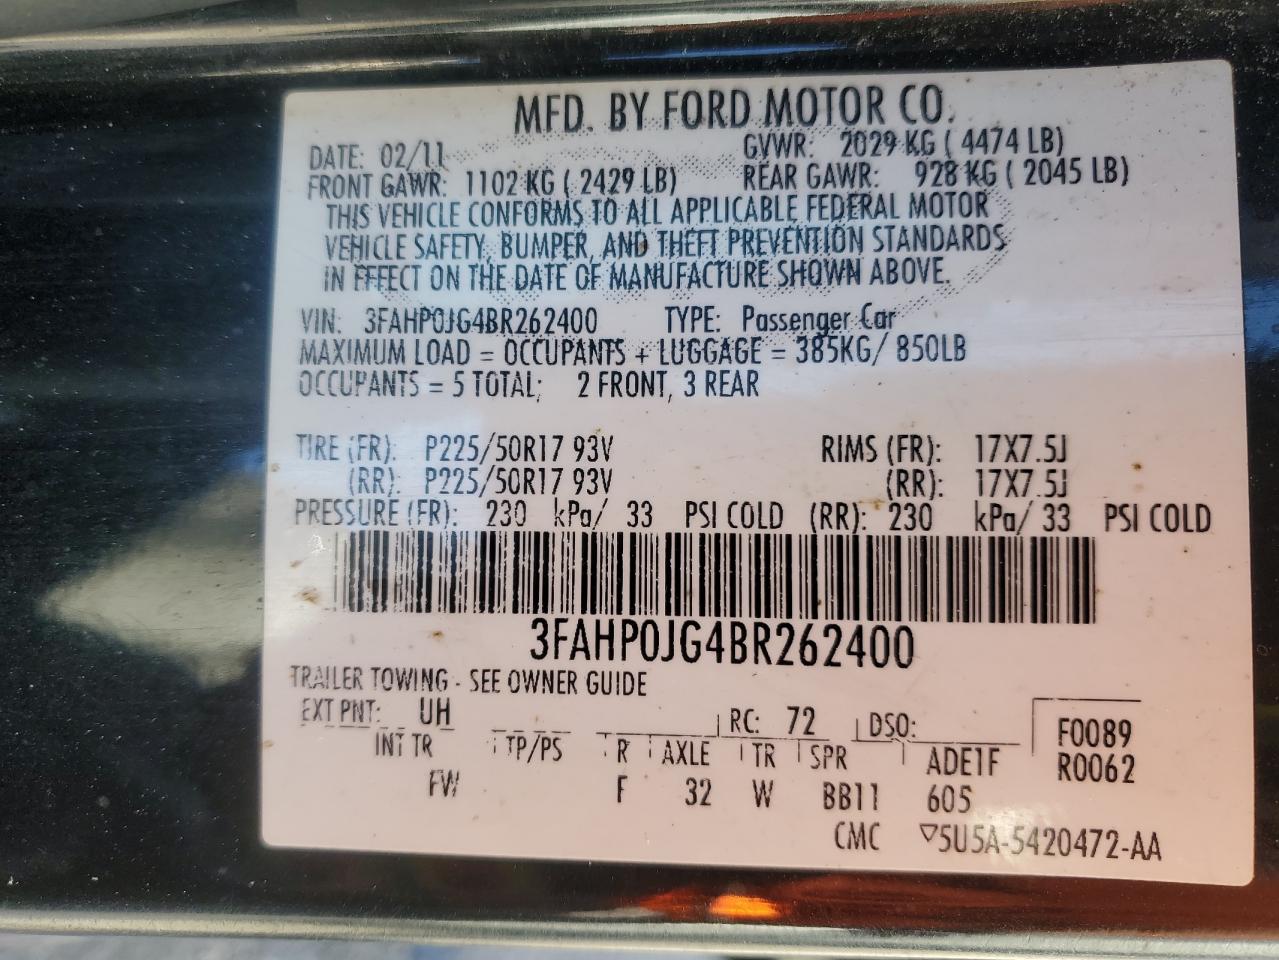 MFD. BY FORD MOTOR CO.
DATE: 02/11 GVWR: 2029 KG ( 4474 LB)
FRONT GAWR: 1102 KG ( 2429 LB) REAR GAWR: 928 KG ( 2045 LB)
THIS VEHICLE CONFORMS TO ALL APPLICABLE FEDERAL MOTOR
VEHICLE SAFETY, BUMPER, AND THEFT PREVENTION STANDARDS
IN EFFECT ON THE DATE OF MANUFACTURE SHOWN ABOVE.
VIN: 3FAHP0JG4BR262400 TYPE: Passenger Car
MAXIMUM LOAD = OCCUPANTS + LUGGAGE = 385KG/ 850LB
OCCUPANTS = 5 TOTAL; 2 FRONT, 3 REAR
TIRE (FR): P225/50R17 93V RIMS (FR): 17X7.5J
(RR): P225/50R17 93V (RR): 17X7.5J
PRESSURE (FR): 230 kPa/ 33 PSI COLD (RR): 230 kPa/ 33 PSI COLD
3FAHP0JG4BR262400
TRAILER TOWING - SEE OWNER GUIDE
EXT PNT: UH RC: 72 DSO: F0089
INT TR TP/PS R AXLE TR SPR ADE1F R0062
FW F 32 W BB11 605
CMC ▽5U5A-5420472-AA